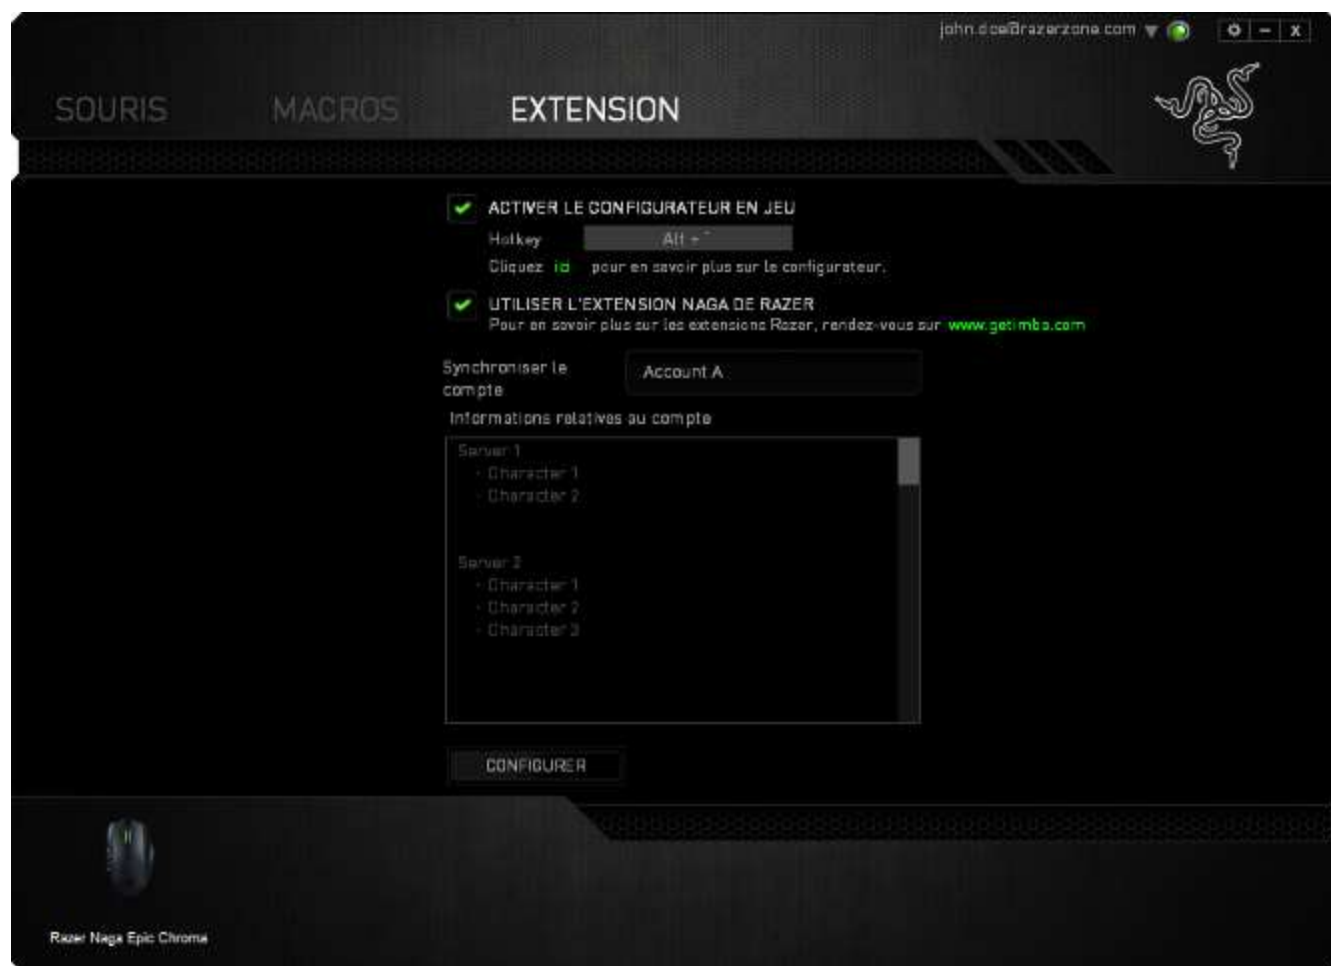 john.doe@razerzone.com
SOURIS MACROS EXTENSION
ACTIVER LE CONFIGURATEUR EN JEU
Hotkey Alt + `
Cliquez ici pour en savoir plus sur le configurateur.
UTILISER L'EXTENSION NAGA DE RAZER
Pour en savoir plus sur les extensions Razer, rendez-vous sur www.getimba.com
Synchroniser le
compte
Account A
Informations relatives au compte
Server 1
- Character 1
- Character 2
Server 2
- Character 1
- Character 2
- Character 3
CONFIGURER
Razer Naga Epic Chroma